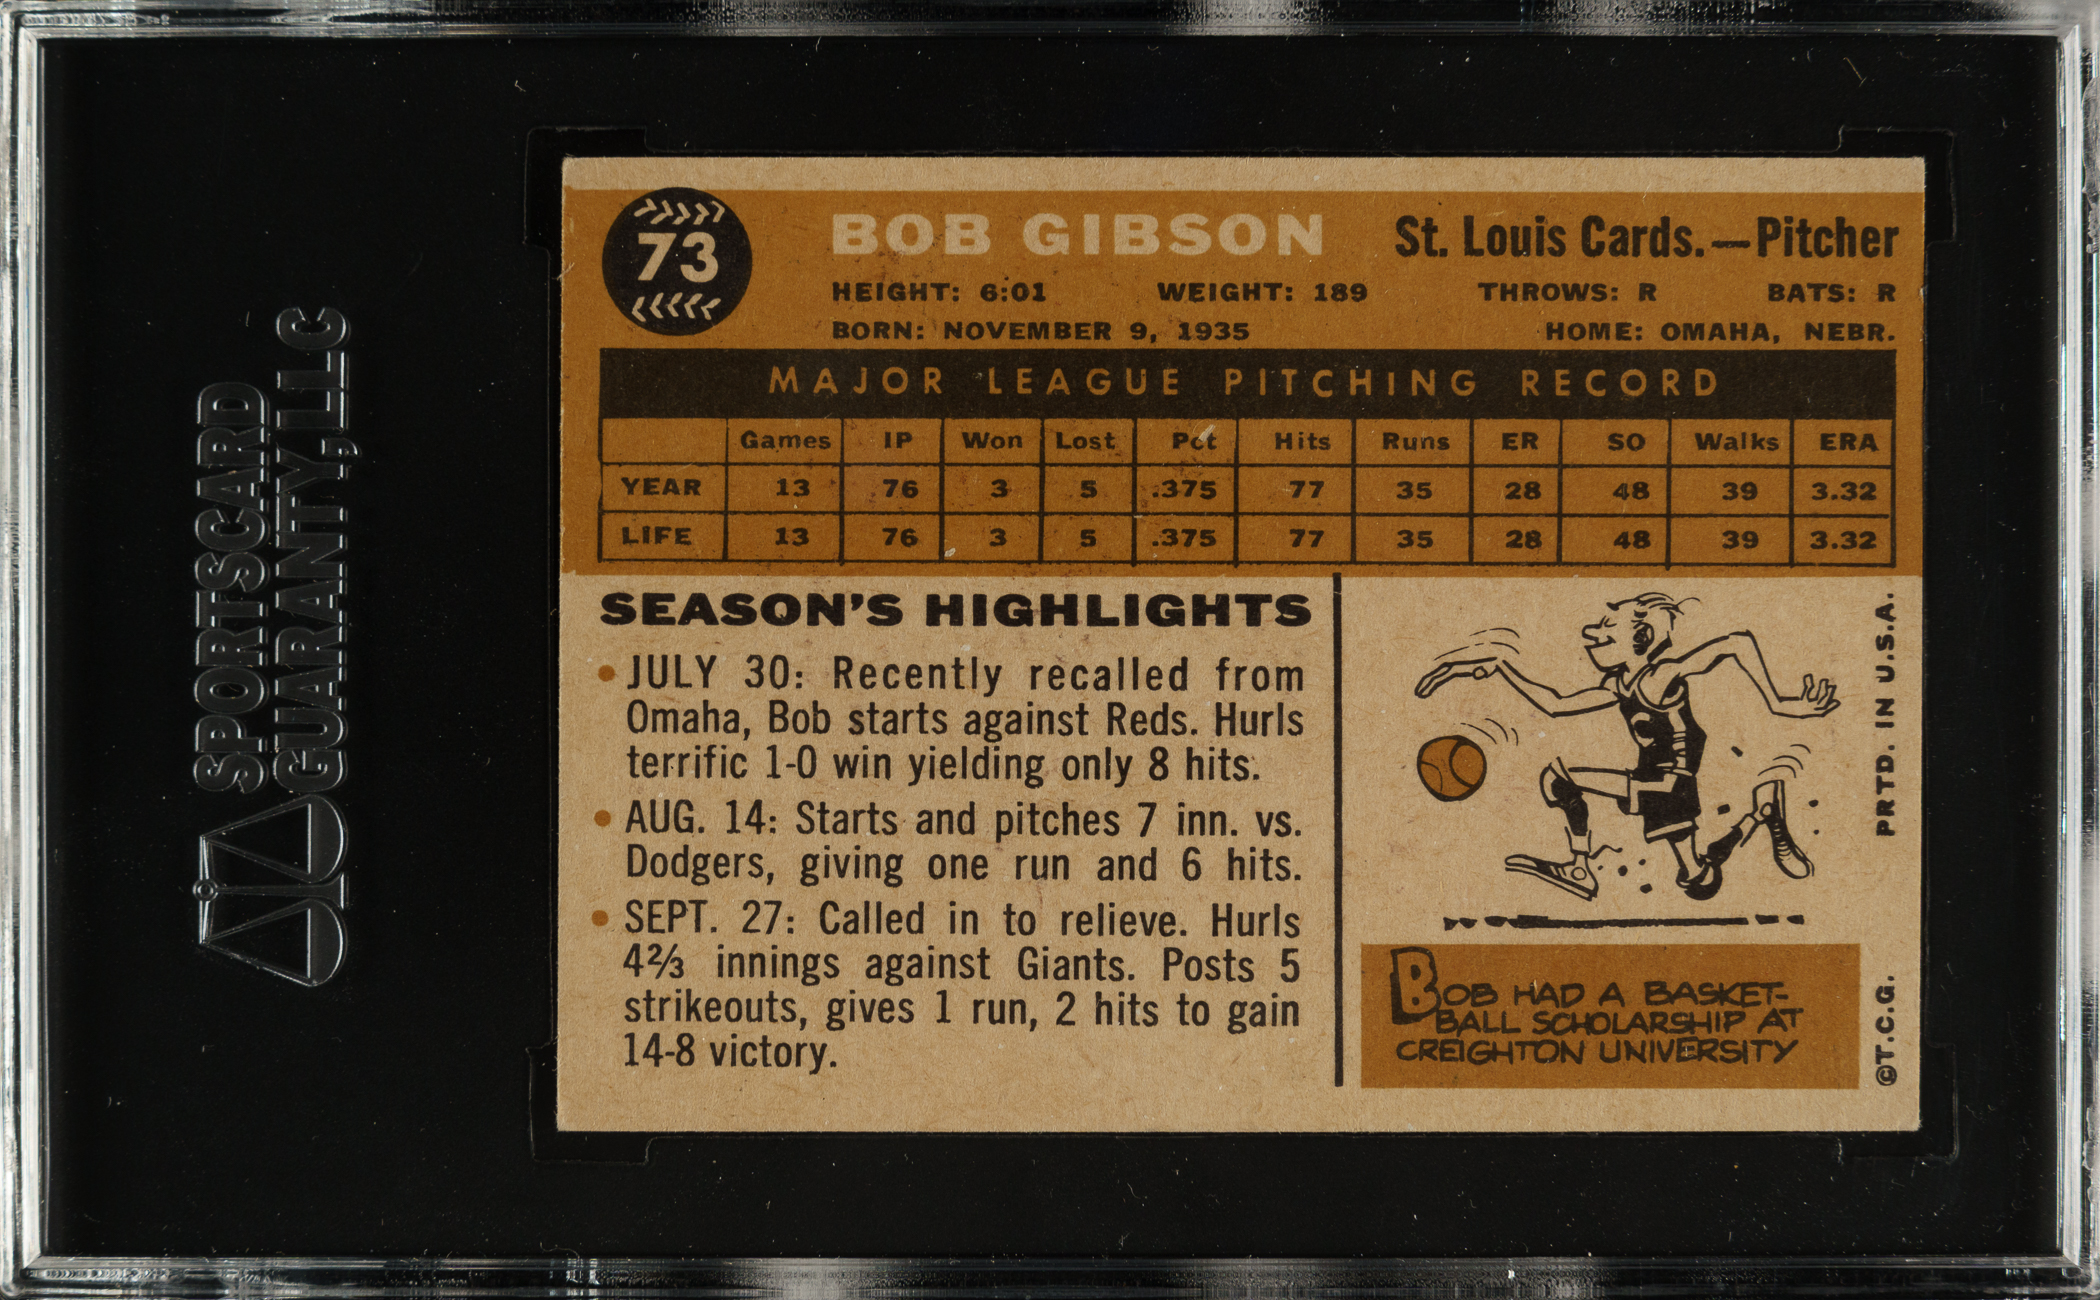 SPORTSCARD
GUARANTY, LLC
73
BOB GIBSON
St. Louis Cards.—Pitcher
HEIGHT: 6:01 WEIGHT: 189 THROWS: R BATS: R
BORN: NOVEMBER 9, 1935 HOME: OMAHA, NEBR.
MAJOR LEAGUE PITCHING RECORD
Games IP Won Lost Pct Hits Runs ER SO Walks ERA
YEAR 13 76 3 5 .375 77 35 28 48 39 3.32
LIFE 13 76 3 5 .375 77 35 28 48 39 3.32
SEASON'S HIGHLIGHTS
• JULY 30: Recently recalled from
Omaha, Bob starts against Reds. Hurls
terrific 1-0 win yielding only 8 hits.
• AUG. 14: Starts and pitches 7 inn. vs.
Dodgers, giving one run and 6 hits.
• SEPT. 27: Called in to relieve. Hurls
4⅔ innings against Giants. Posts 5
strikeouts, gives 1 run, 2 hits to gain
14-8 victory.
C
BOB HAD A BASKET-
BALL SCHOLARSHIP AT
CREIGHTON UNIVERSITY
©T.C.G. PRTD. IN U.S.A.